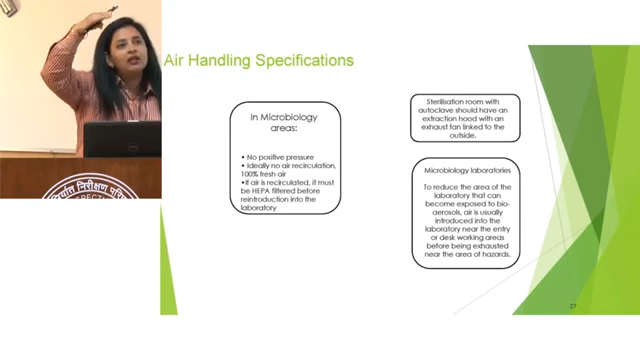 Air Handling Specifications
In Microbiology
areas:
• No positive pressure
• Ideally no air recirculation,
100% fresh air
•If air is recirculated, it must
be HEPA filtered before
reintroduction into the
laboratory
Sterilisation room with
autoclave should have an
extraction hood with an
exhaust fan linked to the
outside.
Microbiology laboratories
To reduce the area of the
laboratory that can
become exposed to bio-
aerosols, air is usually
introduced into the
laboratory near the entry
or desk working areas
before being exhausted
near the area of hazards.
27
निर्यात निरीक्षण